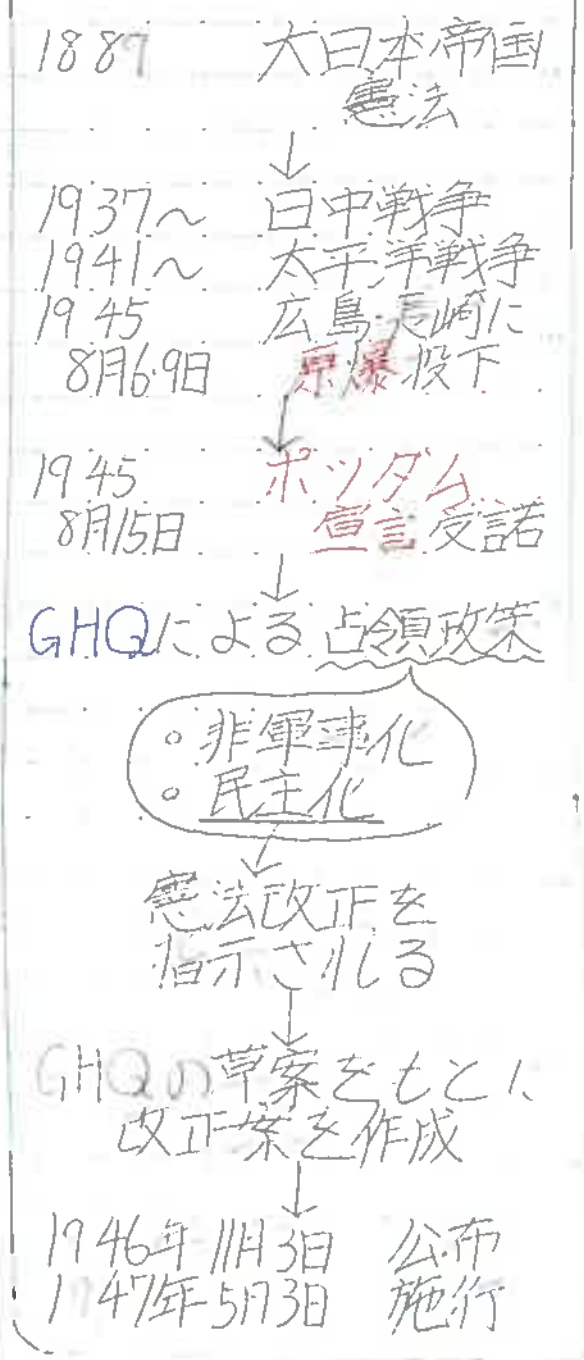 1889 大日本帝国
憲法
↓
1937～ 日中戦争
1941～ 太平洋戦争
1945 広島・長崎に
8月6・9日 原爆投下
↓
1945 ポツダム
8月15日 宣言受諾
↓
GHQによる占領政策
○ 非軍事化
○ 民主化
↓
憲法改正を
指示される
↓
GHQの草案をもとに
改正案を作成
↓
1946年11月3日 公布
1947年5月3日 施行